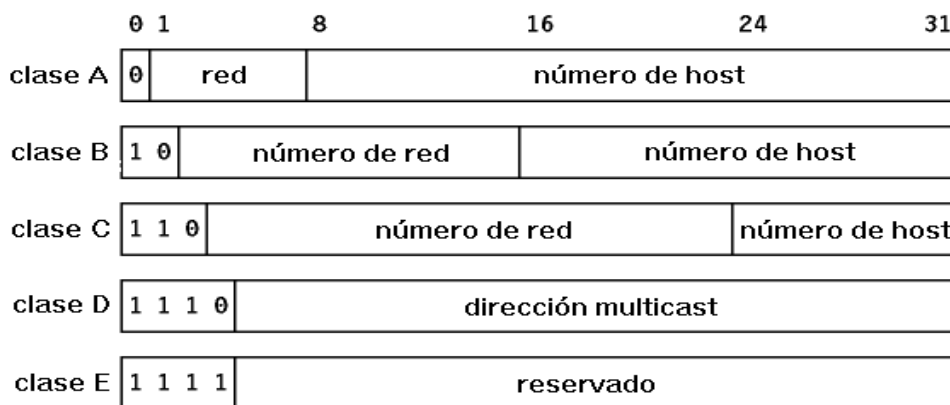 0 1 8 16 24 31
clase A 0 red número de host
clase B 1 0 número de red número de host
clase C 1 1 0 número de red número de host
clase D 1 1 1 0 dirección multicast
clase E 1 1 1 1 reservado